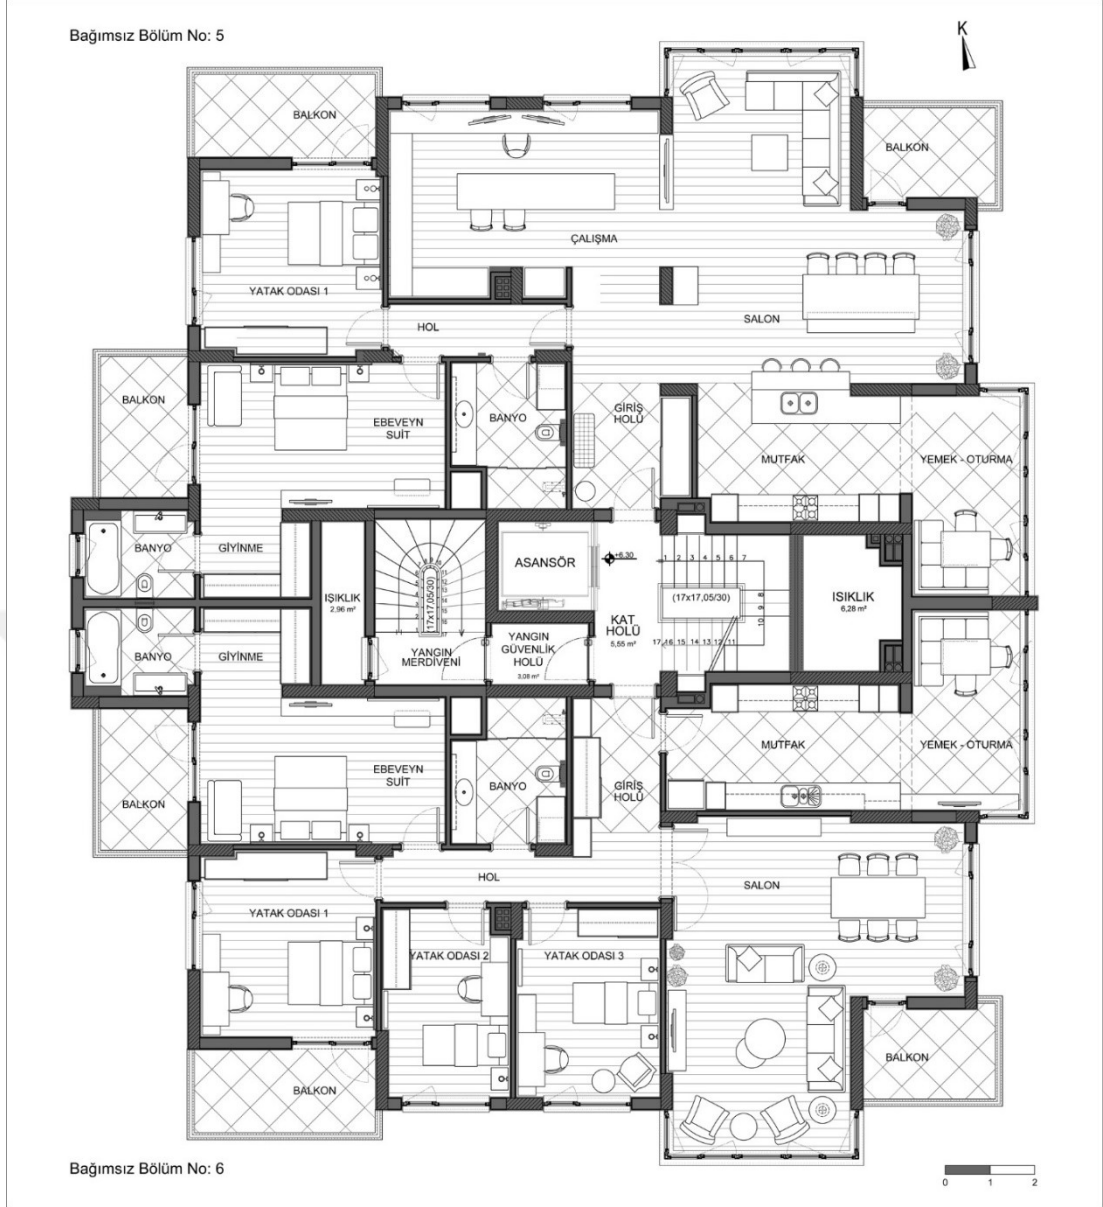 Bağımsız Bölüm No: 5
K
BALKON
BALKON
ÇALIŞMA
YATAK ODASI 1
SALON
HOL
BALKON
GİRİŞ
HOLÜ
BANYO
EBEVEYN
SUİT
MUTFAK
YEMEK - OTURMA
BANYO
GİYİNME
ASANSÖR
+6.30
1 2 3 4 5 6 7
8
9
10
17 16 15 14 13 12 11
(17x17,05/30)
(17x17,05/30)
IŞIKLIK
2,96 m²
ISIKLIK
6,28 m²
KAT
HOLÜ
5,55 m²
YANGIN
GÜVENLİK
HOLÜ
3,08 m²
YANGIN
MERDİVENİ
BANYO
GİYİNME
MUTFAK
YEMEK - OTURMA
EBEVEYN
SUİT
BANYO
GİRİŞ
HOLÜ
BALKON
HOL
SALON
YATAK ODASI 1
YATAK ODASI 2
YATAK ODASI 3
BALKON
BALKON
Bağımsız Bölüm No: 6
0 1 2